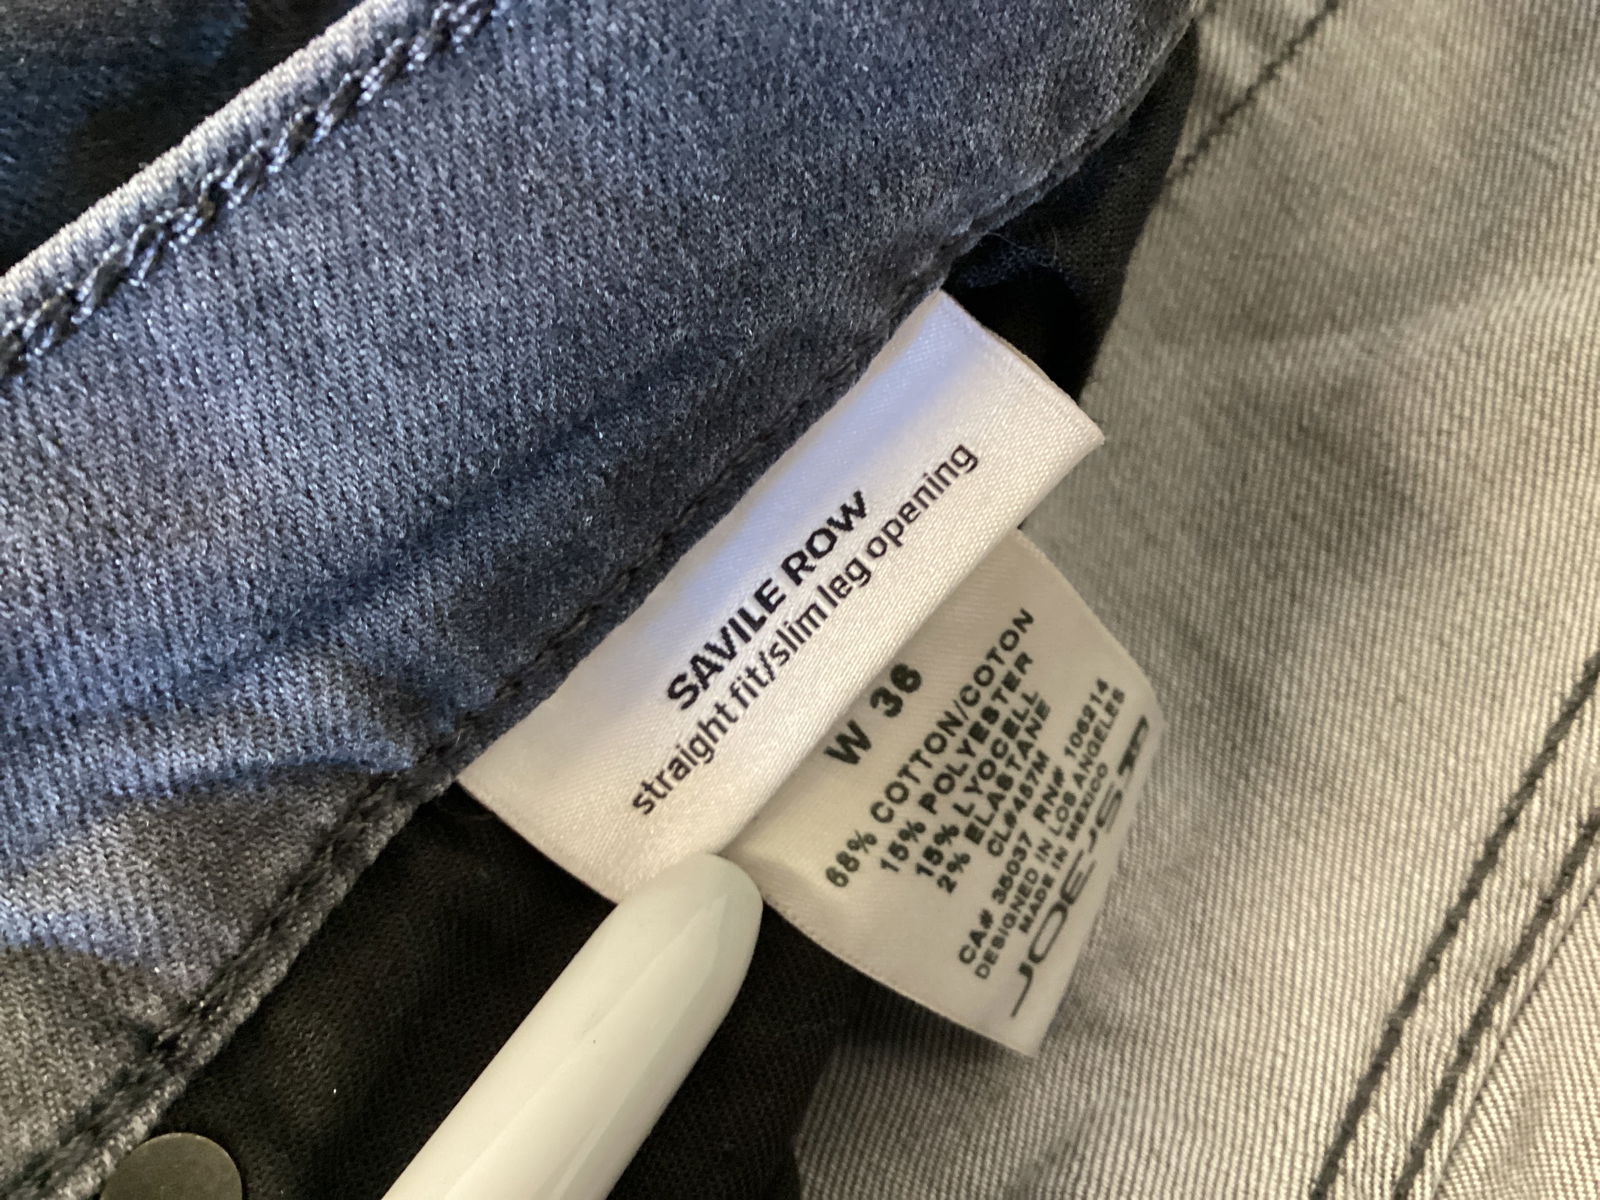 SAVILE ROW
straight fit/slim leg opening
W 36
68% COTTON/COTON
15% POLYESTER
15% LYOCELL
2% ELASTANE
CL#457M
CA# 35037 RN# 106214
DESIGNED IN LOS ANGELES
MADE IN MEXICO